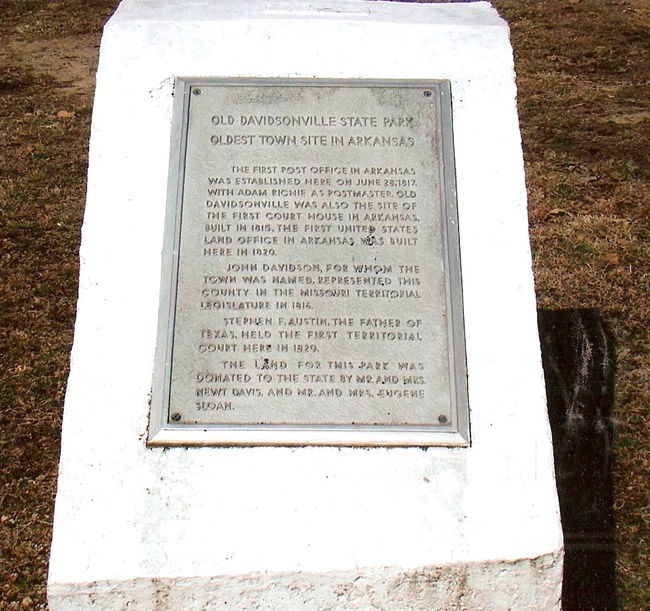 OLD DAVIDSONVILLE STATE PARK
OLDEST TOWN SITE IN ARKANSAS
THE FIRST POST OFFICE IN ARKANSAS
WAS ESTABLISHED HERE ON JUNE 28, 1817,
WITH ADAM RICHIE AS POSTMASTER. OLD
DAVIDSONVILLE WAS ALSO THE SITE OF
THE FIRST COURT HOUSE IN ARKANSAS,
BUILT IN 1815. THE FIRST UNITED STATES
LAND OFFICE IN ARKANSAS WAS BUILT
HERE IN 1820.
JOHN DAVIDSON, FOR WHOM THE
TOWN WAS NAMED, REPRESENTED THIS
COUNTY IN THE MISSOURI TERRITORIAL
LEGISLATURE IN 1816.
STEPHEN F. AUSTIN, THE FATHER OF
TEXAS, HELD THE FIRST TERRITORIAL
COURT HERE IN 1820.
THE LAND FOR THIS PARK WAS
DONATED TO THE STATE BY MR. AND MRS.
NEWT DAVIS, AND MR. AND MRS. EUGENE
SLOAN.